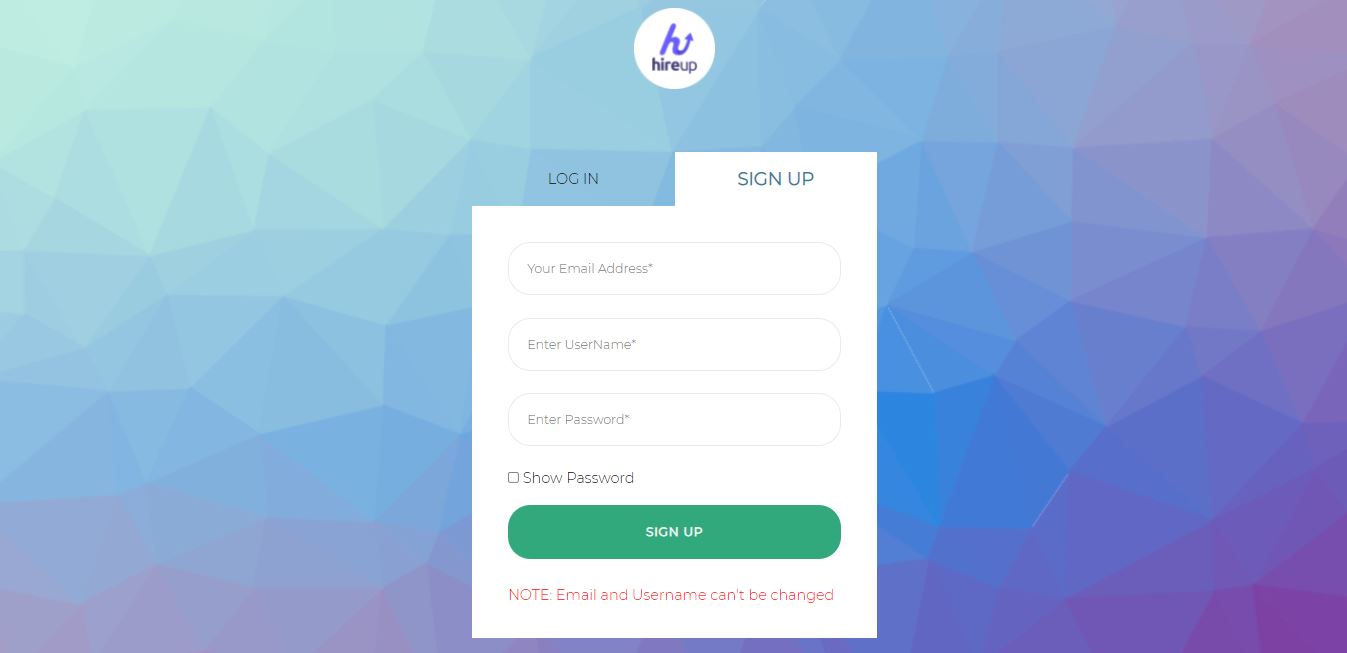 hireup
LOG IN
SIGN UP
Your Email Address*
Enter UserName*
Enter Password*
Show Password
SIGN UP
NOTE: Email and Username can't be changed